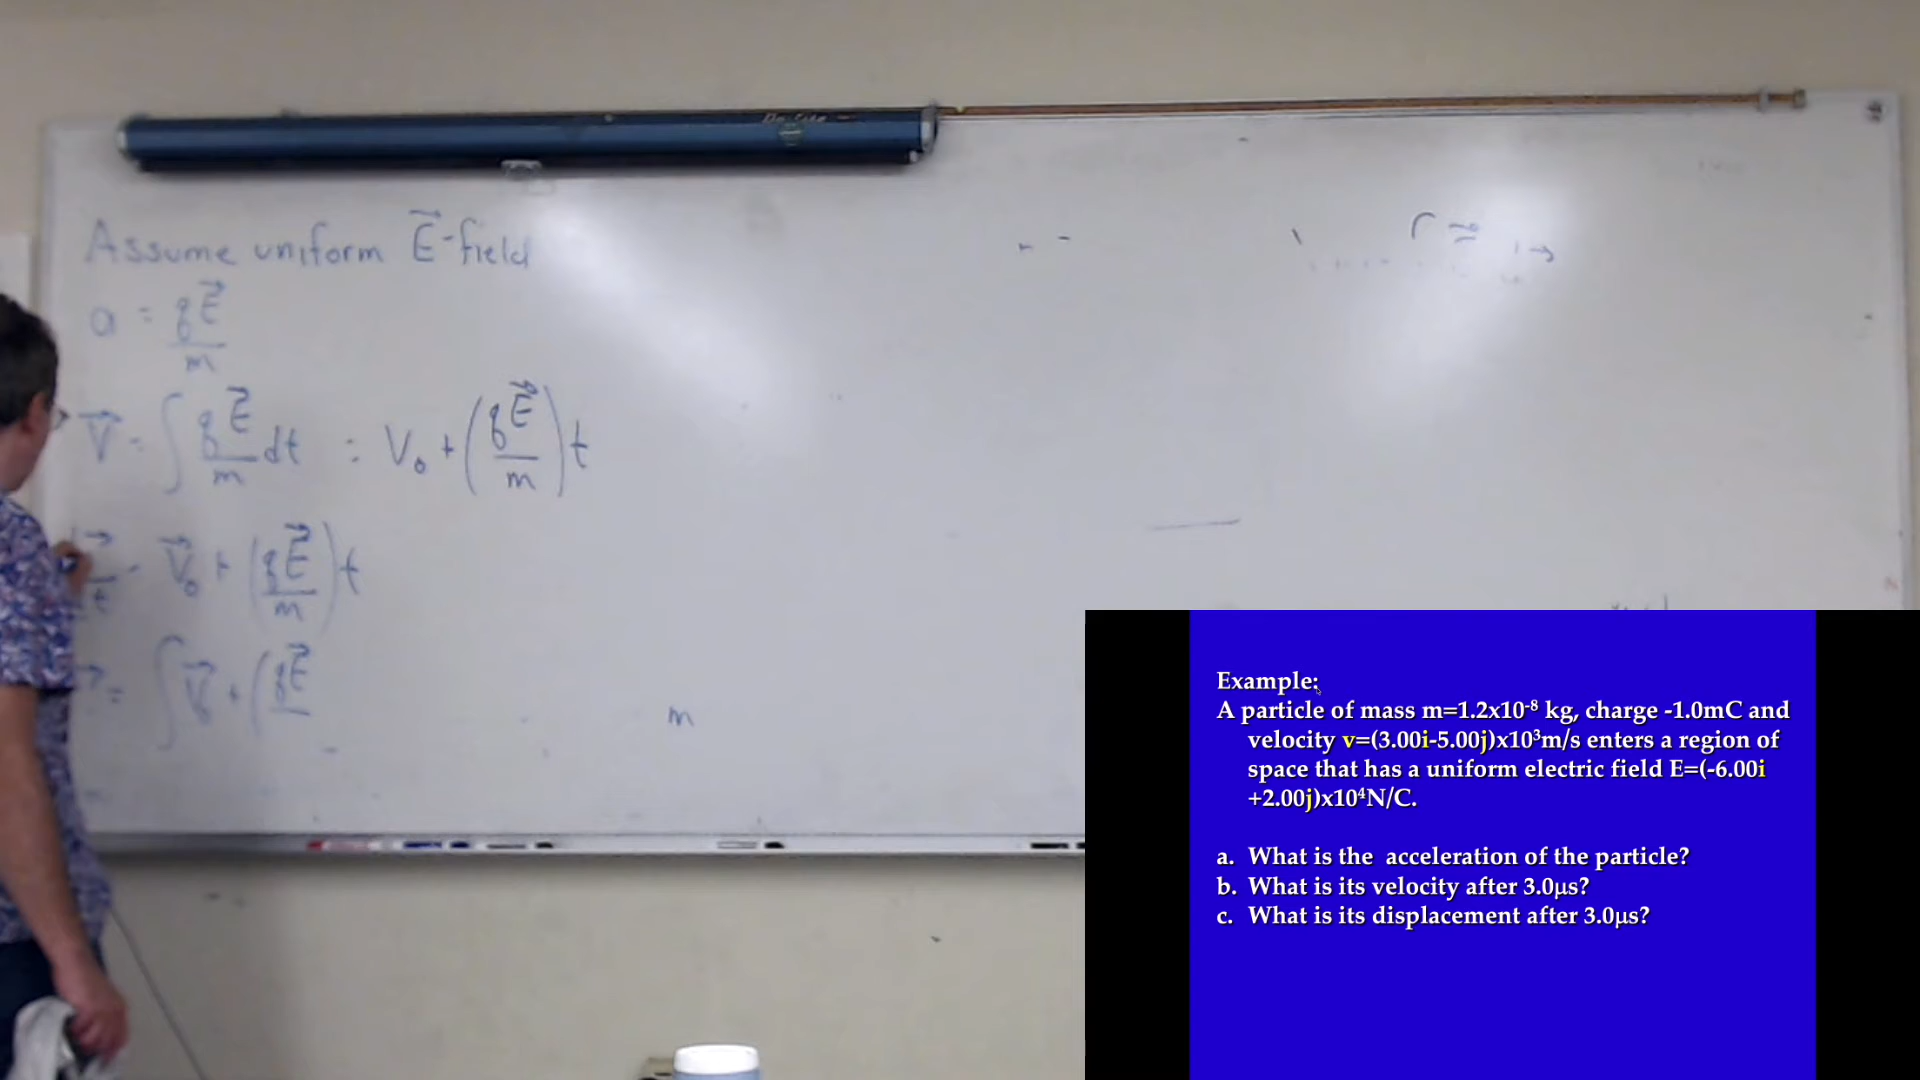 Assume uniform E⃗-field
a = qE⃗/m
V⃗ = ∫ qE⃗/m dt = V₀ + (qE⃗/m) t
V⃗₀ + (qE⃗/m) t
= ∫ V⃗₀ + (qE⃗
m
r ≈
Example:
A particle of mass m=1.2x10⁻⁸ kg, charge -1.0mC and
velocity v=(3.00i-5.00j)x10³m/s enters a region of
space that has a uniform electric field E=(-6.00i
+2.00j)x10⁴N/C.
a. What is the acceleration of the particle?
b. What is its velocity after 3.0μs?
c. What is its displacement after 3.0μs?